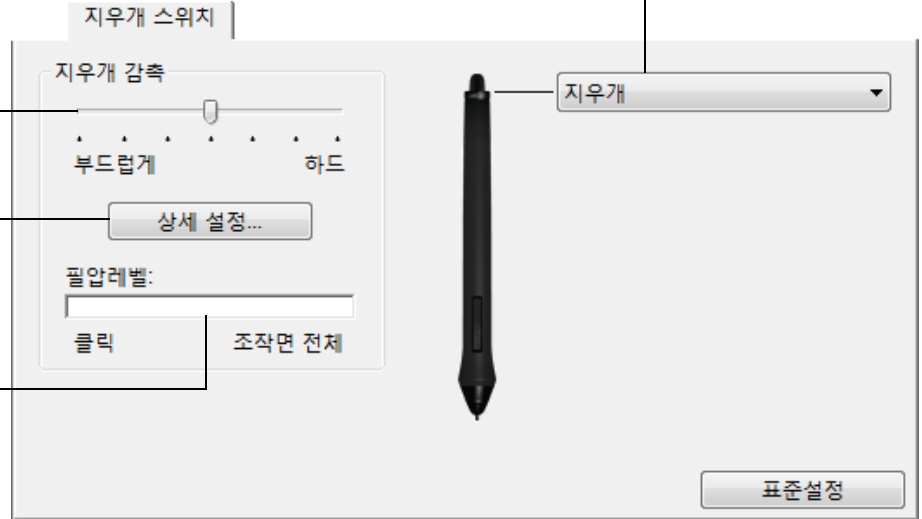 지우개 스위치
지우개 감촉
지우개
부드럽게 하드
상세 설정...
필압레벨:
클릭 조작면 전체
표준설정